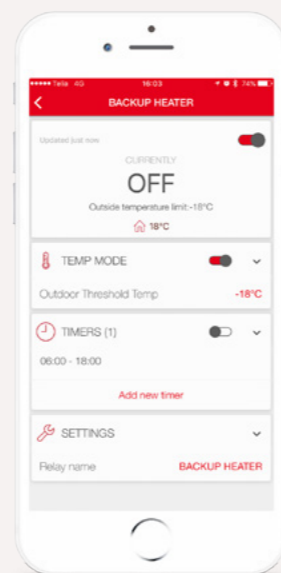 Telia 4G 16:03 74%
BACKUP HEATER
Updated just now
CURRENTLY
OFF
Outside temperature limit:-18°C
18°C
TEMP MODE
Outdoor Threshold Temp -18°C
TIMERS (1)
06:00 - 18:00
Add new timer
SETTINGS
Relay name BACKUP HEATER